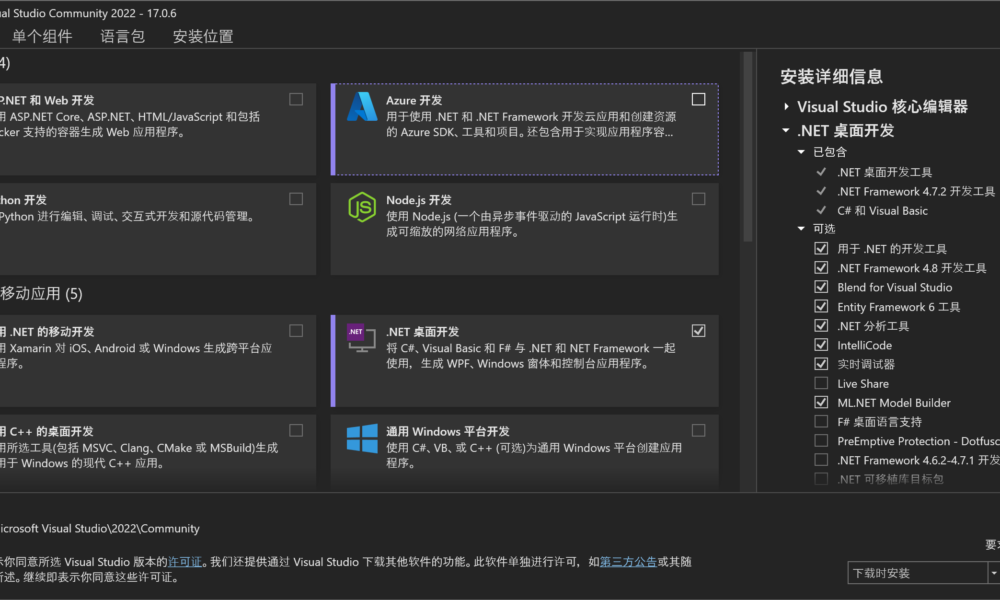 ual Studio Community 2022 - 17.0.6
单个组件 语言包 安装位置
4)
P.NET 和 Web 开发
用 ASP.NET Core、ASP.NET、HTML/JavaScript 和包括
cker 支持的容器生成 Web 应用程序。
Azure 开发
用于使用 .NET 和 .NET Framework 开发云应用和创建资源
的 Azure SDK、工具和项目。还包含用于实现应用程序容...
thon 开发
Python 进行编辑、调试、交互式开发和源代码管理。
JS
Node.js 开发
使用 Node.js (一个由异步事件驱动的 JavaScript 运行时)生
成可缩放的网络应用程序。
移动应用 (5)
用 .NET 的移动开发
用 Xamarin 对 iOS、Android 或 Windows 生成跨平台应
程序。
.NET
.NET 桌面开发
将 C#、Visual Basic 和 F# 与 .NET 和 NET Framework 一起
使用，生成 WPF、Windows 窗体和控制台应用程序。
用 C++ 的桌面开发
用所选工具(包括 MSVC, Clang, CMake 或 MSBuild)生成
用于 Windows 的现代 C++ 应用。
通用 Windows 平台开发
使用 C#、VB、或 C++ (可选)为通用 Windows 平台创建应用
程序。
安装详细信息
Visual Studio 核心编辑器
.NET 桌面开发
已包含
.NET 桌面开发工具
.NET Framework 4.7.2 开发工具
C# 和 Visual Basic
可选
用于 .NET 的开发工具
.NET Framework 4.8 开发工具
Blend for Visual Studio
Entity Framework 6 工具
.NET 分析工具
IntelliCode
实时调试器
Live Share
ML.NET Model Builder
F# 桌面语言支持
PreEmptive Protection - Dotfusc
.NET Framework 4.6.2-4.7.1 开发
.NET 可移植库目标包
icrosoft Visual Studio\2022\Community
示你同意所选 Visual Studio 版本的许可证。我们还提供通过 Visual Studio 下载其他软件的功能。此软件单独进行许可，如第三方公告或其随
所述。继续即表示你同意这些许可证。
要求
下载时安装